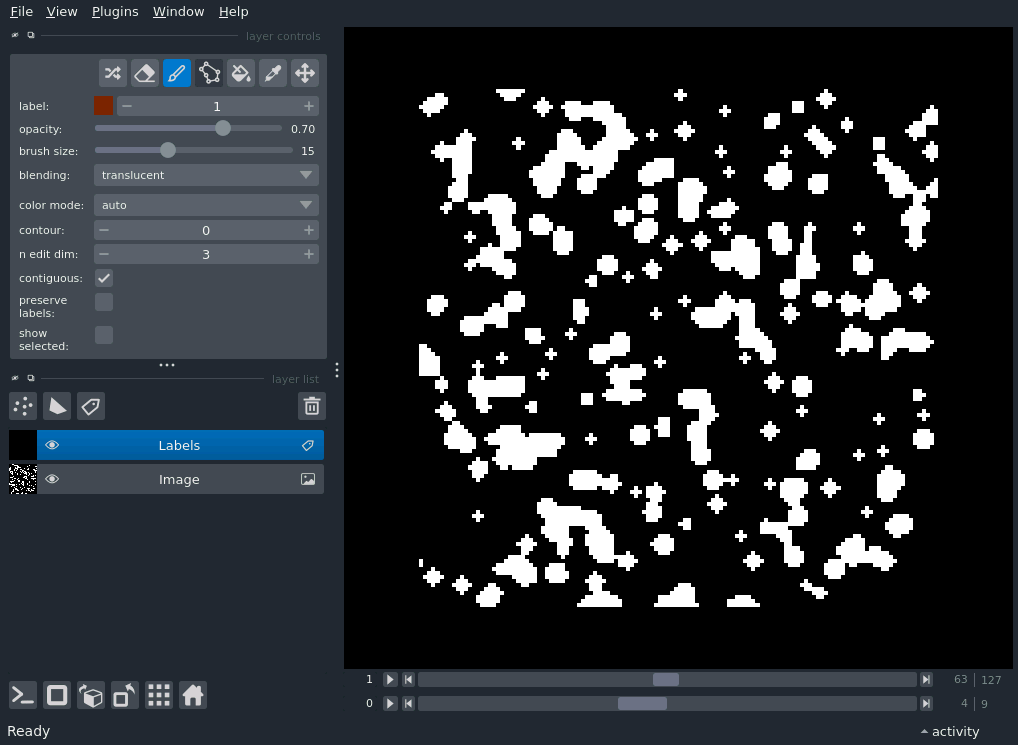 File View Plugins Window Help
layer controls
label: 1
opacity: 0.70
brush size: 15
blending: translucent
color mode: auto
contour: 0
n edit dim: 3
contiguous:
preserve
labels:
show
selected:
layer list
Labels
Image
1 63 127
0 4 9
Ready activity